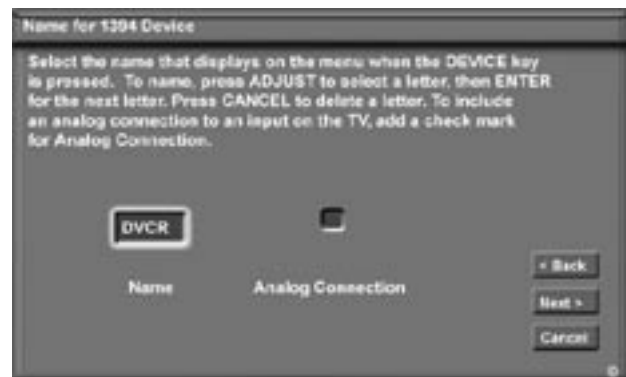 Name for 1394 Device
Select the name that displays on the menu when the DEVICE key
is pressed. To name, press ADJUST to select a letter, then ENTER
for the next letter. Press CANCEL to delete a letter. To include
an analog connection to an input on the TV, add a check mark
for Analog Connection.
DVCR
Name
Analog Connection
< Back
Next >
Cancel